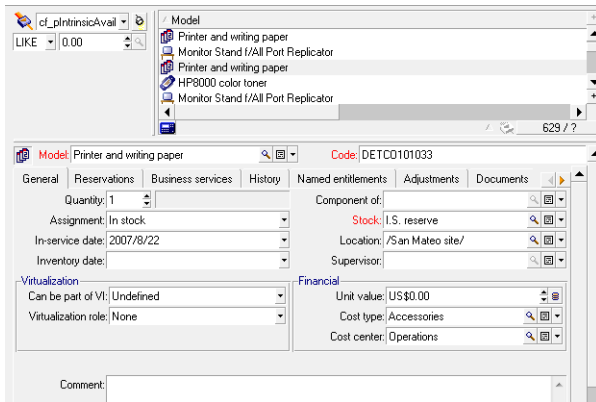 cf_pIntrinsicAvail
LIKE 0.00
Model
Printer and writing paper
Monitor Stand f/All Port Replicator
Printer and writing paper
HP8000 color toner
Monitor Stand f/All Port Replicator
629 / ?
Model: Printer and writing paper Code: DETC0101033
General Reservations Business services History Named entitlements Adjustments Documents
Quantity: 1 Component of:
Assignment: In stock Stock: I.S. reserve
In-service date: 2007/8/22 Location: /San Mateo site/
Inventory date: Supervisor:
Virtualization Financial
Can be part of VI: Undefined Unit value: US$0.00
Virtualization role: None Cost type: Accessories
Cost center: Operations
Comment: